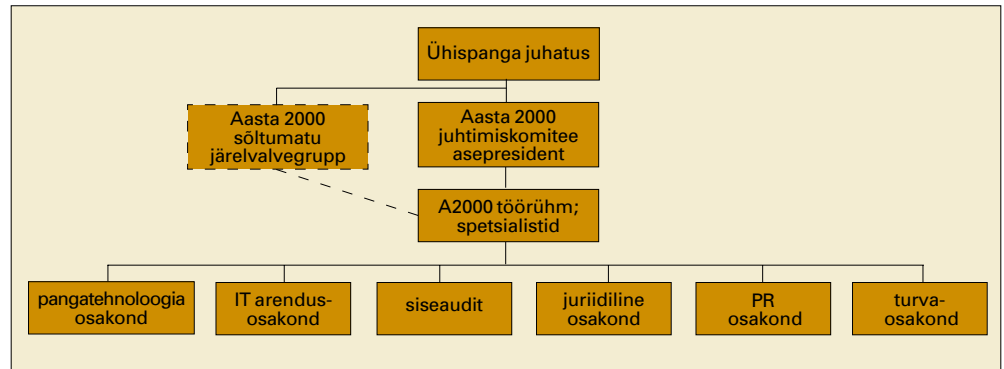 Ühispanga juhatus
Aasta 2000
sõltumatu
järelvalvegrupp
Aasta 2000
juhtimiskomitee
asepresident
A2000 töörühm;
spetsialistid
pangatehnoloogia
osakond
IT arendus-
osakond
siseaudit
juriidiline
osakond
PR
osakond
turva-
osakond